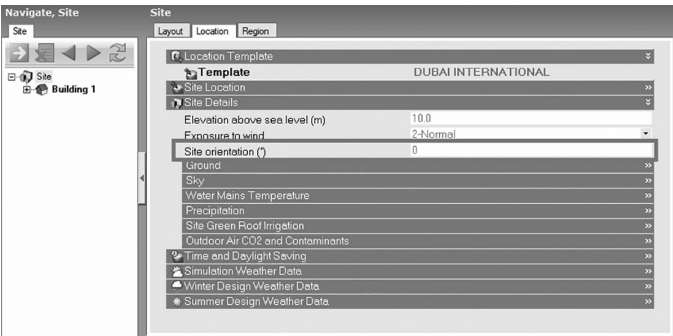 Navigate, Site
Site
Site
Building 1
Site
Layout Location Region
Location Template
Template DUBAI INTERNATIONAL
Site Location
Site Details
Elevation above sea level (m) 10.0
Exposure to wind 2-Normal
Site orientation (°) 0
Ground
Sky
Water Mains Temperature
Precipitation
Site Green Roof Irrigation
Outdoor Air CO2 and Contaminants
Time and Daylight Saving
Simulation Weather Data
Winter Design Weather Data
Summer Design Weather Data